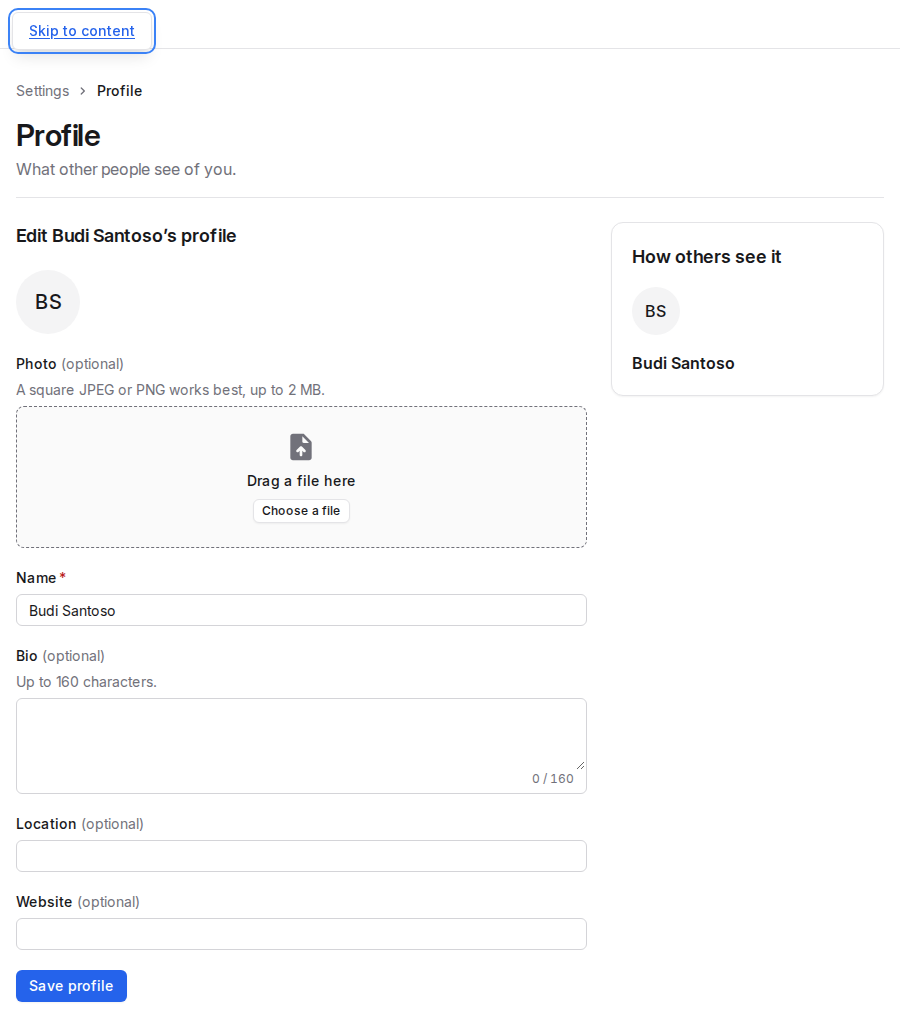 Skip to content
Settings > Profile
Profile
What other people see of you.
Edit Budi Santoso’s profile
BS
Photo (optional)
A square JPEG or PNG works best, up to 2 MB.
Drag a file here
Choose a file
Name *
Budi Santoso
Bio (optional)
Up to 160 characters.
0 / 160
Location (optional)
Website (optional)
Save profile
How others see it
BS
Budi Santoso